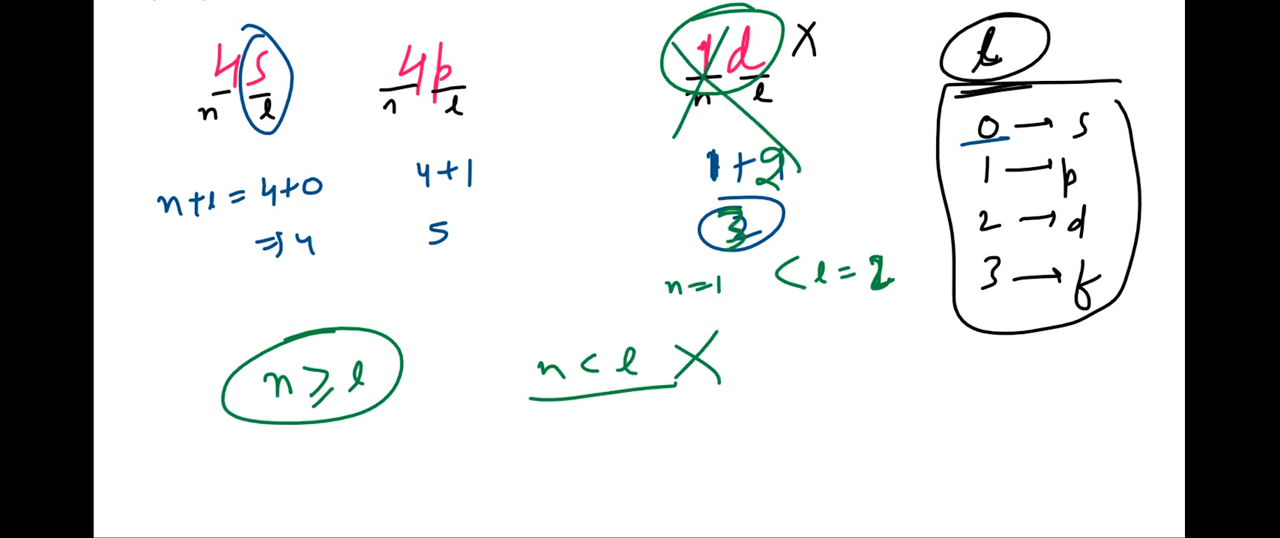 4s 4p 1d X
n l n l n l
n+l = 4+0 4+1 1+2
⇒ 4 5 3
n=1 < l = 2
n ≥ l n < l X
l
0 → s
1 → p
2 → d
3 → f